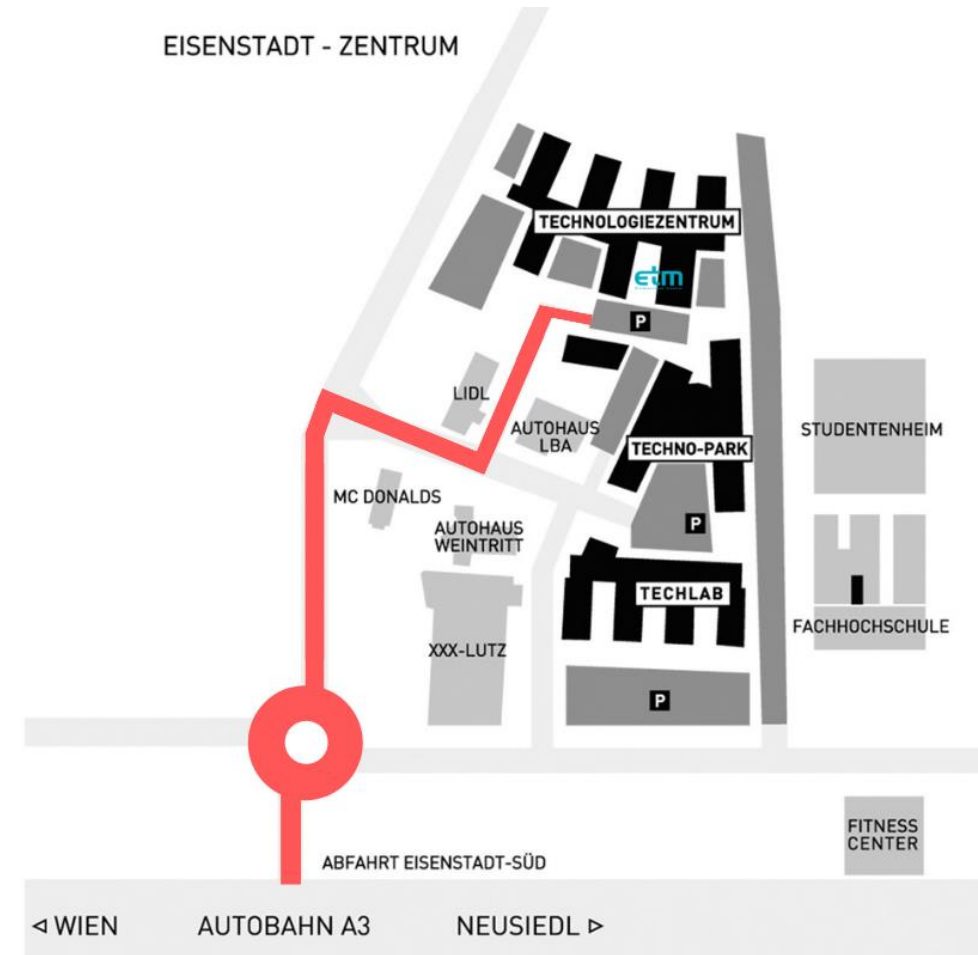 EISENSTADT - ZENTRUM
TECHNOLOGIEZENTRUM
etm
P
LIDL
AUTOHAUS
LBA
TECHNO-PARK
STUDENTENHEIM
MC DONALDS
P
AUTOHAUS
WEINTRITT
TECHLAB
FACHHOCHSCHULE
XXX-LUTZ
P
FITNESS
CENTER
ABFAHRT EISENSTADT-SÜD
◃ WIEN
AUTOBAHN A3
NEUSIEDL ▹